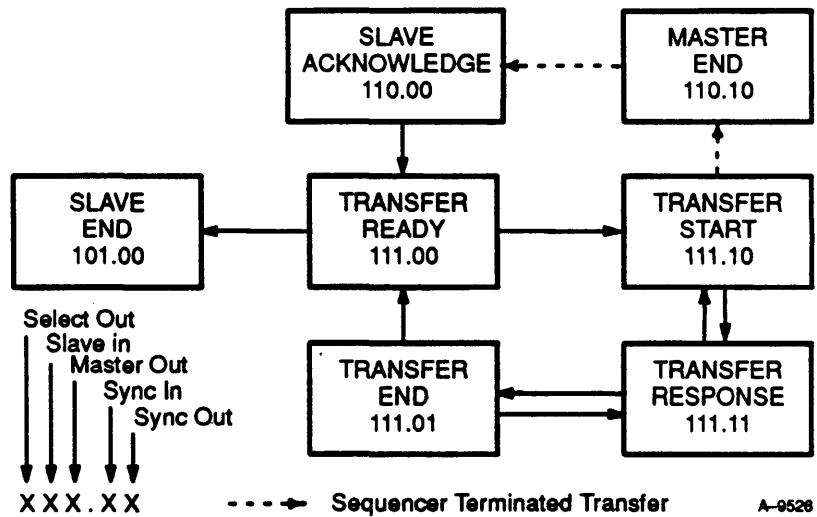 SLAVE
ACKNOWLEDGE
110.00
MASTER
END
110.10
SLAVE
END
101.00
TRANSFER
READY
111.00
TRANSFER
START
111.10
Select Out
Slave in
Master Out
Sync In
Sync Out
TRANSFER
END
111.01
TRANSFER
RESPONSE
111.11
XXX.XX
Sequencer Terminated Transfer
A-9526